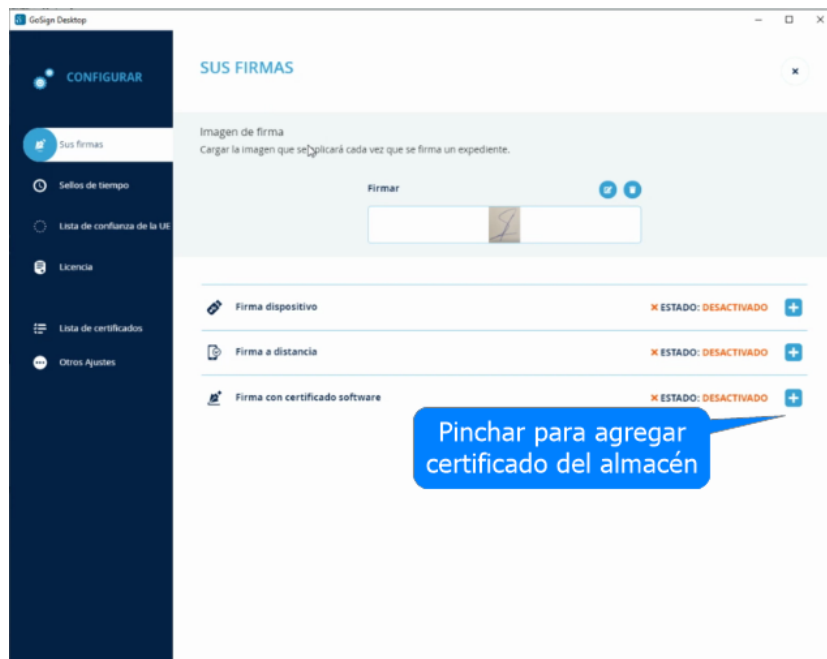 GoSign Desktop
CONFIGURAR
SUS FIRMAS
Imagen de firma
Cargar la imagen que se aplicará cada vez que se firma un expediente.
Sus firmas
Sellos de tiempo
Firmar
Lista de confianza de la UE
Licencia
Firma dispositivo
ESTADO: DESACTIVADO
Lista de certificados
Firma a distancia
ESTADO: DESACTIVADO
Otros Ajustes
Firma con certificado software
ESTADO: DESACTIVADO
Pinchar para agregar
certificado del almacén